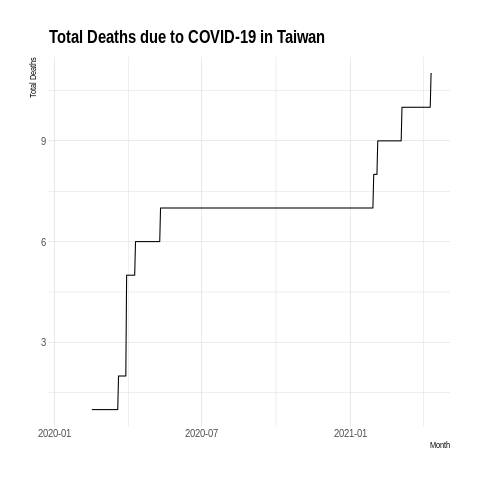 Total Deaths due to COVID-19 in Taiwan
Total Deaths
9
6
3
2020-01
2020-07
2021-01
Month